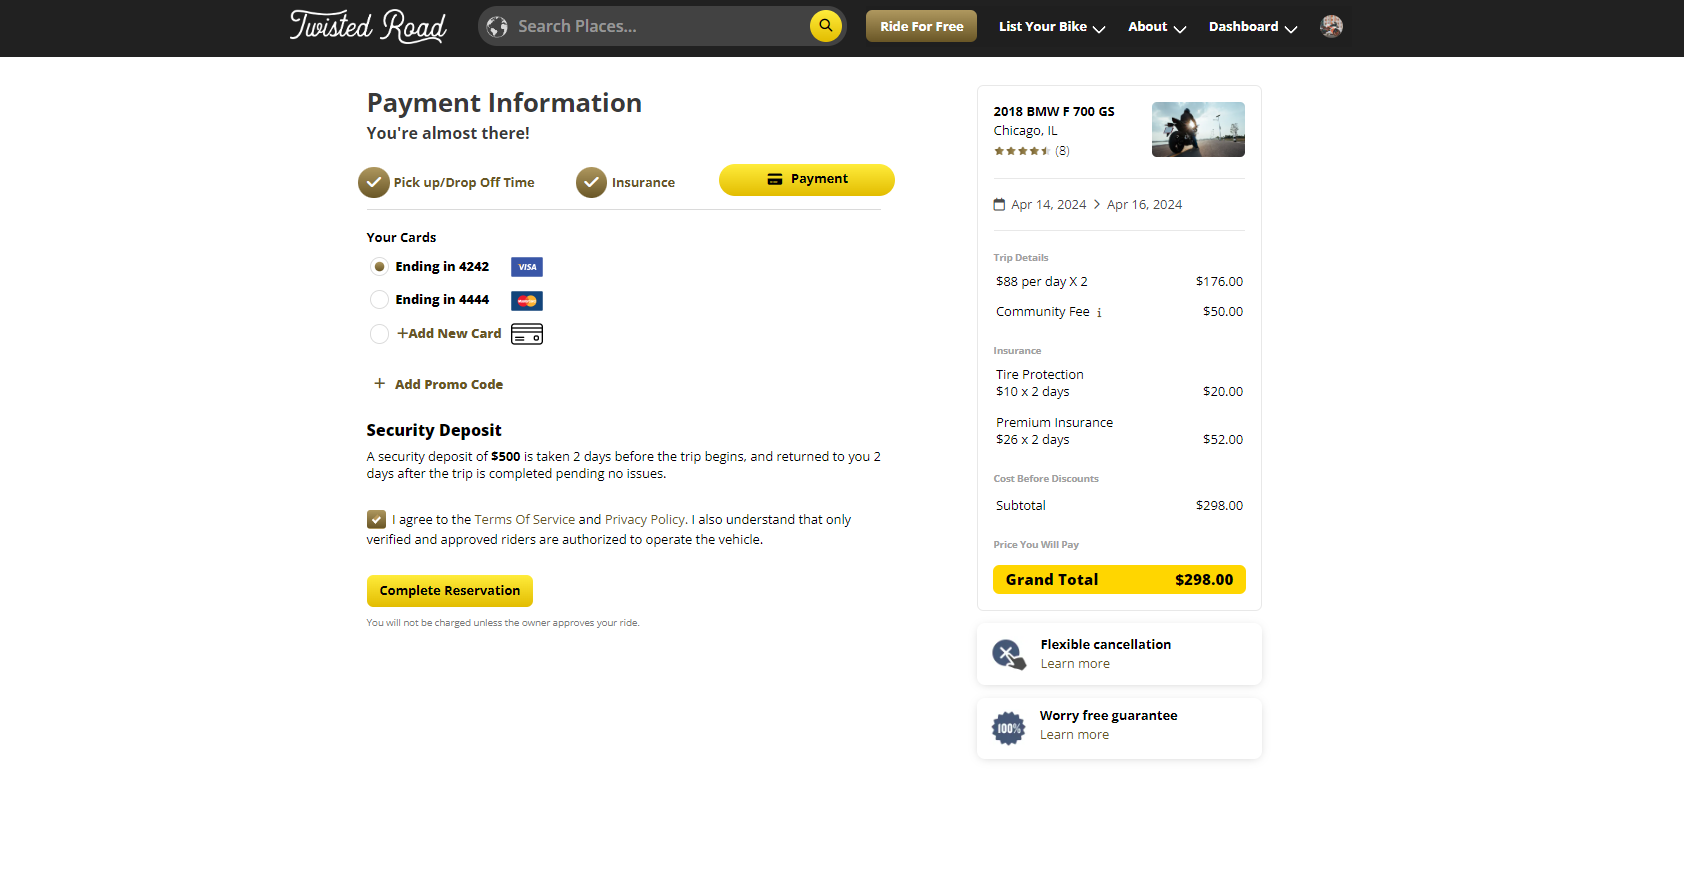 Twisted Road
Search Places...
Ride For Free
List Your Bike
About
Dashboard
Payment Information
You're almost there!
Pick up/Drop Off Time
Insurance
Payment
Your Cards
Ending in 4242
VISA
Ending in 4444
MasterCard
+Add New Card
+ Add Promo Code
Security Deposit
A security deposit of $500 is taken 2 days before the trip begins, and returned to you 2
days after the trip is completed pending no issues.
I agree to the Terms Of Service and Privacy Policy. I also understand that only
verified and approved riders are authorized to operate the vehicle.
Complete Reservation
You will not be charged unless the owner approves your ride.
2018 BMW F 700 GS
Chicago, IL
(8)
Apr 14, 2024 > Apr 16, 2024
Trip Details
$88 per day X 2 $176.00
Community Fee i $50.00
Insurance
Tire Protection
$10 x 2 days $20.00
Premium Insurance
$26 x 2 days $52.00
Cost Before Discounts
Subtotal $298.00
Price You Will Pay
Grand Total $298.00
Flexible cancellation
Learn more
100%
Worry free guarantee
Learn more